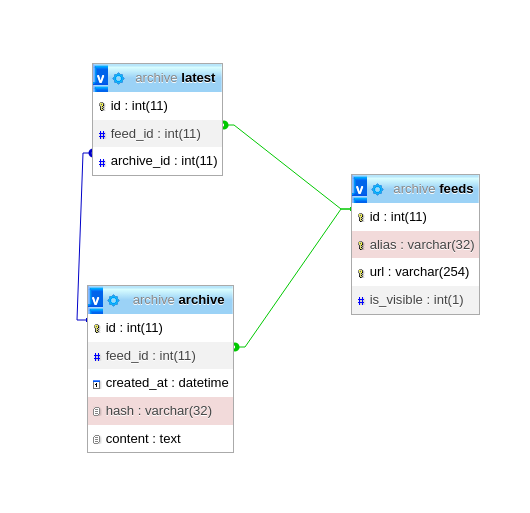 v archive latest
id : int(11)
# feed_id : int(11)
# archive_id : int(11)
v archive feeds
id : int(11)
alias : varchar(32)
url : varchar(254)
# is_visible : int(1)
v archive archive
id : int(11)
# feed_id : int(11)
created_at : datetime
hash : varchar(32)
content : text